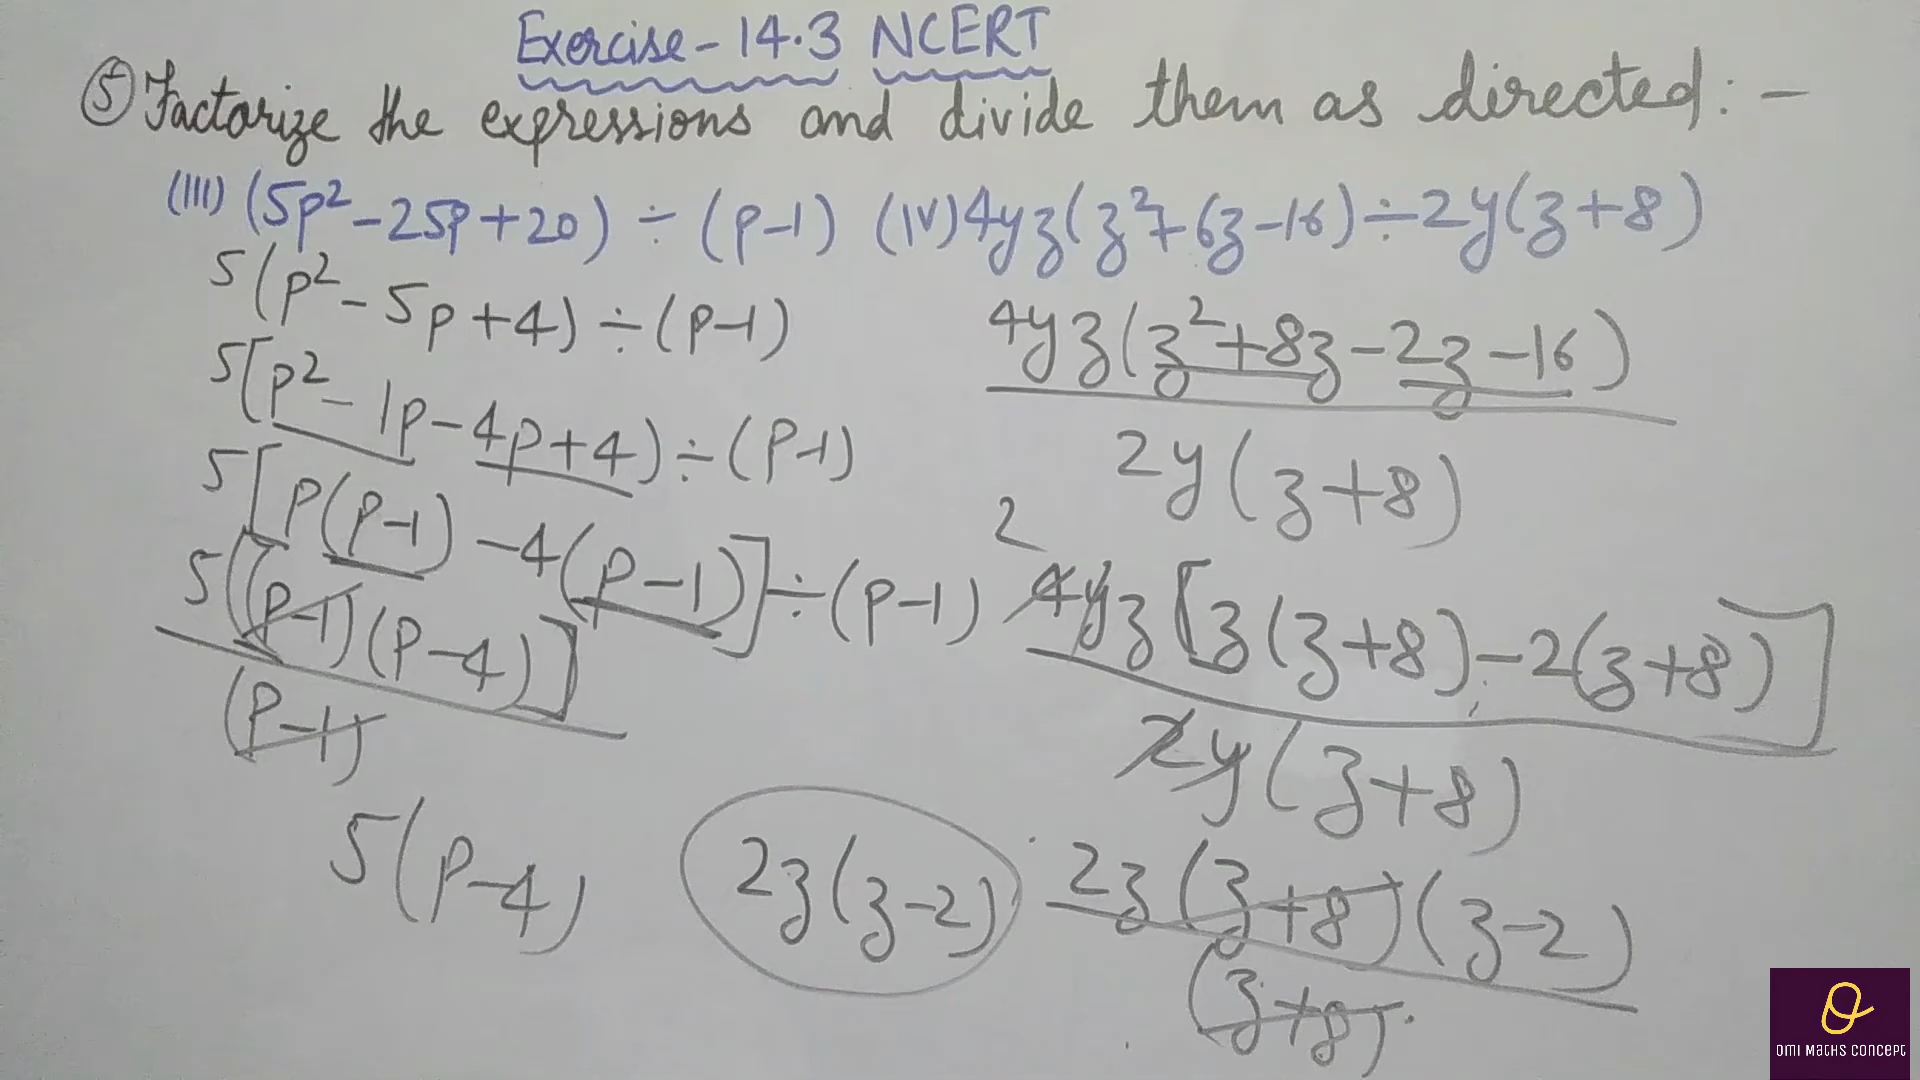 Exercise-14.3 NCERT
⑤ Factorize the expressions and divide them as directed:-
(III) (5p²-25p+20) ÷ (p-1) (IV) 4yz(z²+6z-16)÷2y(z+8)
5(p²-5p+4)÷(p-1)
5[p²-1p-4p+4)÷(p-1)
5[p(p-1)-4(p-1)]÷(p-1)
5((p-1)(p-4)]
(p-1)
5(p-4)
4yz(z²+8z-2z-16)
2y(z+8)
2
4yz[z(z+8)-2(z+8)]
2y(z+8)
2z(z+8)(z-2)
(z+8)
2z(z-2)
OMI MATHS CONCEPT